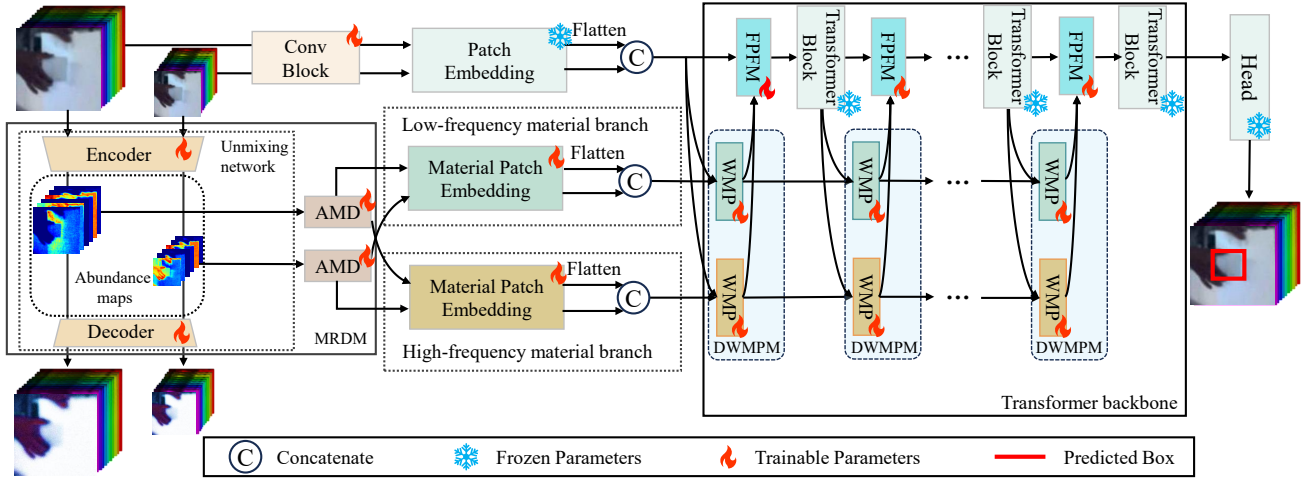 Conv
Block
Patch
Embedding
Flatten
C
FPFM
Transformer
Block
FPFM
...
Transformer
Block
FPFM
Transformer
Block
Head
Encoder
Unmixing
network
Abundance
maps
Decoder
MRDM
AMD
AMD
Low-frequency material branch
Material Patch
Embedding
Flatten
C
Material Patch
Embedding
Flatten
C
High-frequency material branch
WMP
WMP
...
WMP
WMP
WMP
...
WMP
DWMPM
DWMPM
DWMPM
Transformer backbone
C Concatenate
Frozen Parameters
Trainable Parameters
Predicted Box